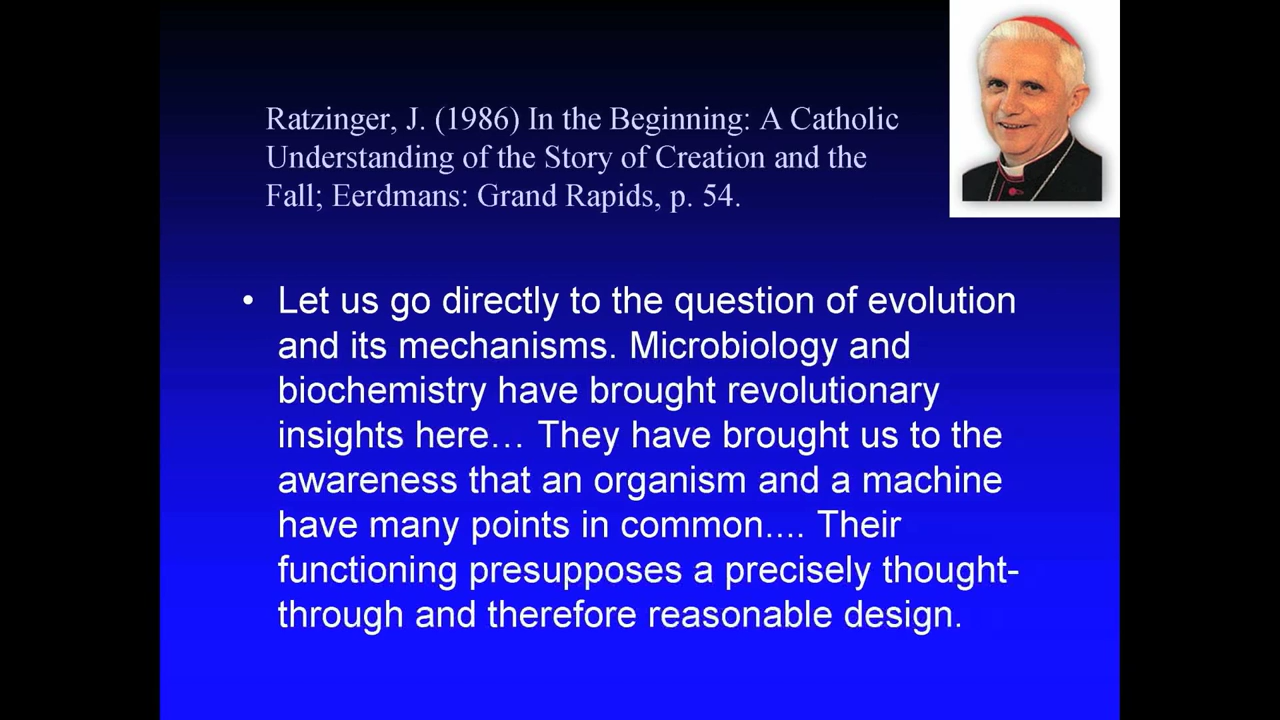 Ratzinger, J. (1986) In the Beginning: A Catholic
Understanding of the Story of Creation and the
Fall; Eerdmans: Grand Rapids, p. 54.
• Let us go directly to the question of evolution
and its mechanisms. Microbiology and
biochemistry have brought revolutionary
insights here… They have brought us to the
awareness that an organism and a machine
have many points in common.... Their
functioning presupposes a precisely thought-
through and therefore reasonable design.